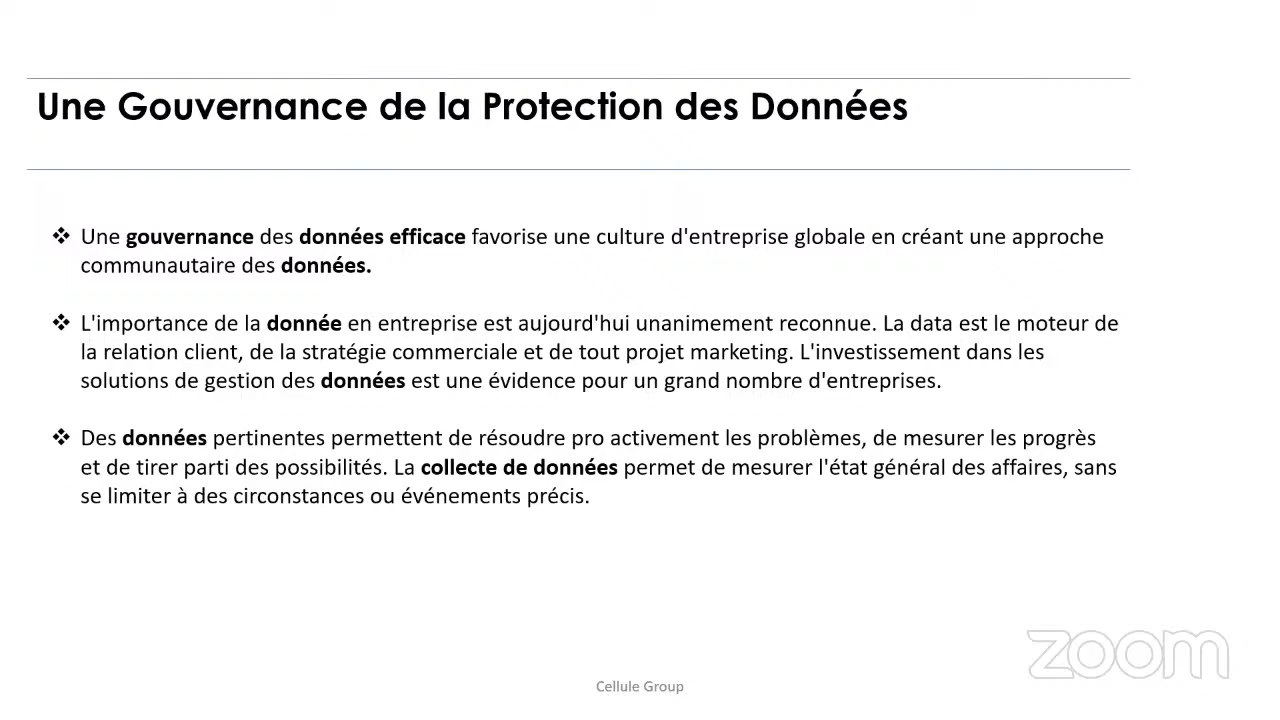 Une Gouvernance de la Protection des Données
❖ Une gouvernance des données efficace favorise une culture d'entreprise globale en créant une approche
communautaire des données.
❖ L'importance de la donnée en entreprise est aujourd'hui unanimement reconnue. La data est le moteur de
la relation client, de la stratégie commerciale et de tout projet marketing. L'investissement dans les
solutions de gestion des données est une évidence pour un grand nombre d'entreprises.
❖ Des données pertinentes permettent de résoudre pro activement les problèmes, de mesurer les progrès
et de tirer parti des possibilités. La collecte de données permet de mesurer l'état général des affaires, sans
se limiter à des circonstances ou événements précis.
zoom
Cellule Group